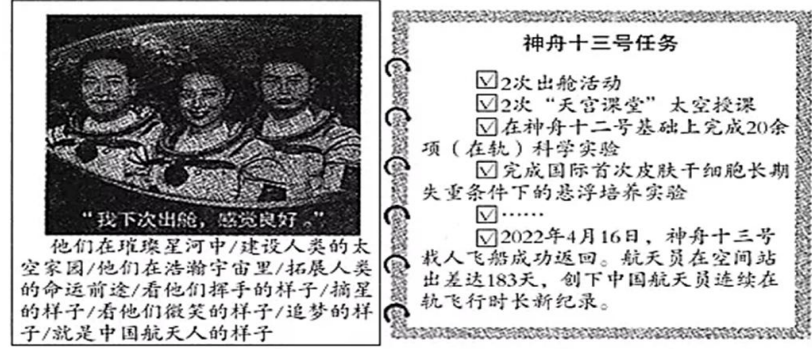 “我下次出舱，感觉良好。”
他们在璀璨星河中/建设人类的太
空家园/他们在浩瀚宇宙里/拓展人类
的命运前途/看他们挥手的样子/摘星
的样子/看他们微笑的样子/追梦的样
子/就是中国航天人的样子
神舟十三号任务
☑2次出舱活动
☑2次“天宫课堂”太空授课
☑在神舟十二号基础上完成20余
项（在轨）科学实验
☑完成国际首次皮肤干细胞长期
失重条件下的悬浮培养实验
☑……
☑2022年4月16日，神舟十三号
载人飞船成功返回。航天员在空间站
出差达183天，创下中国航天员连续在
轨飞行时长新纪录。